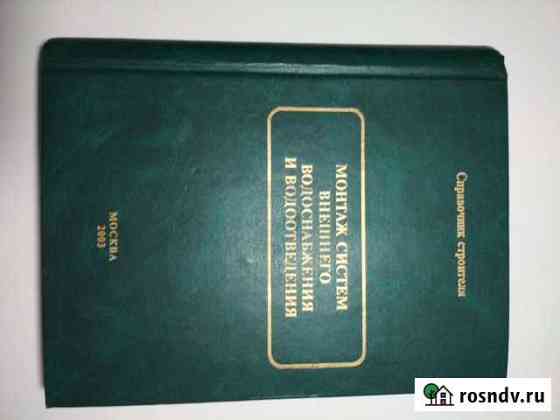 Справочник строителя
МОНТАЖ СИСТЕМ
ВНЕШНЕГО
ВОДОСНАБЖЕНИЯ
И ВОДООТВЕДЕНИЯ
МОСКВА
2003
rosndv.ru